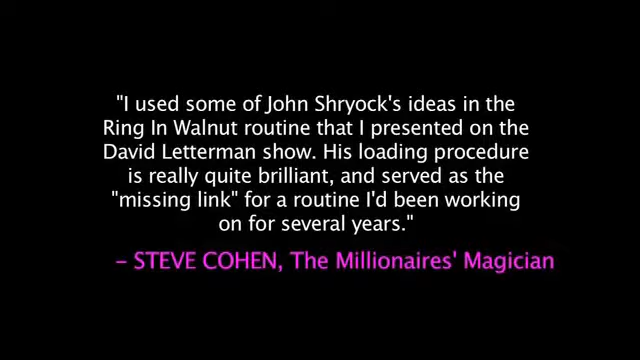 "I used some of John Shryock's ideas in the
Ring In Walnut routine that I presented on the
David Letterman show. His loading procedure
is really quite brilliant, and served as the
"missing link" for a routine I'd been working
on for several years."
– STEVE COHEN, The Millionaires' Magician